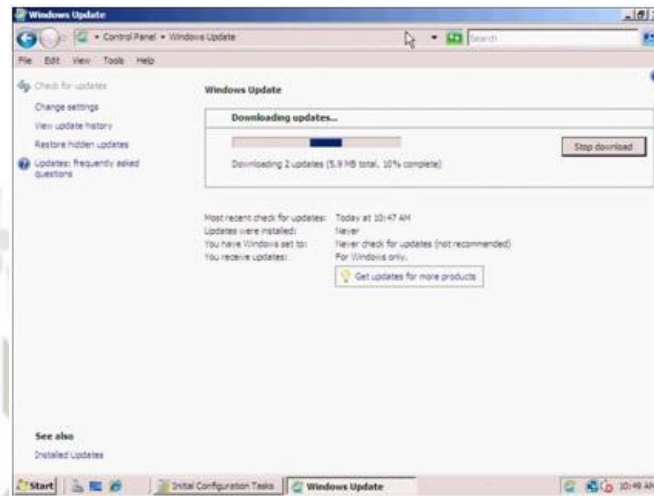 Windows Update
Control Panel
Windows Update
Search
File Edit View Tools Help
Check for updates
Change settings
View update history
Restore hidden updates
Updates: frequently asked
questions
Windows Update
Downloading updates...
Stop download
Downloading 2 updates (5.9 MB total, 10% complete)
Most recent check for updates: Today at 10:47 AM
Updates were installed: Never
You have Windows set to: Never check for updates (not recommended)
You receive updates: For Windows only.
Get updates for more products
See also
Installed Updates
Start Initial Configuration Tasks Windows Update 10:49 AM